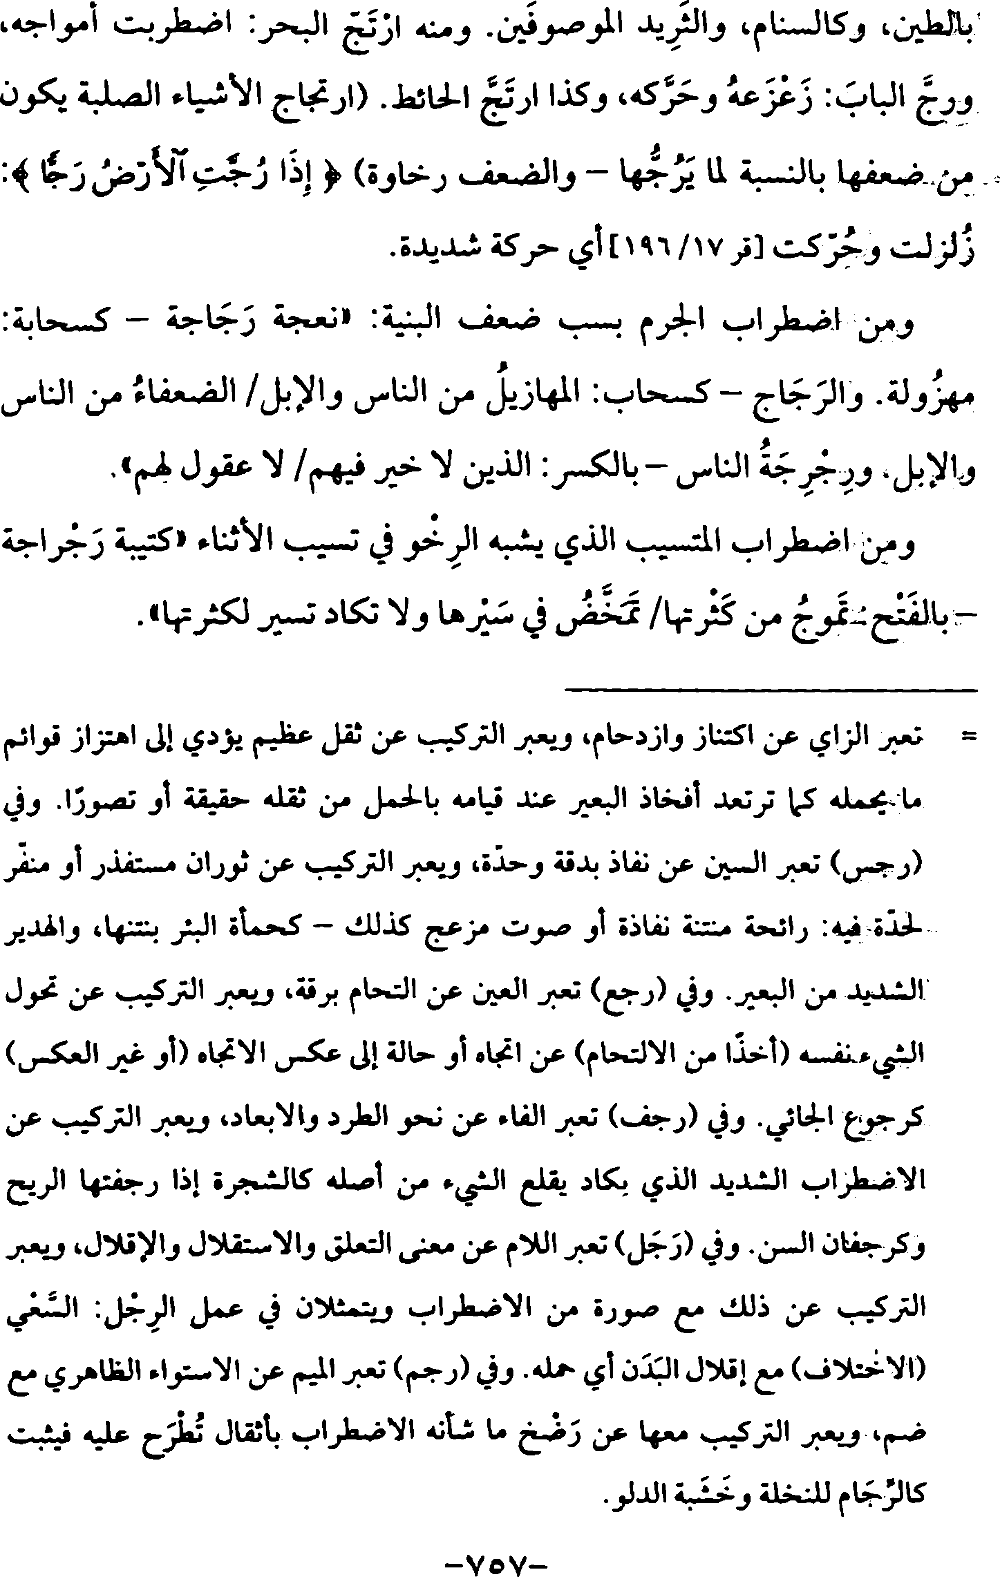 بالطين، وكالسنام، والثَرِيد الموصوفَين. ومنه ارْتَجّ البحر: اضطربت أمواجه،
ورجَّ البابَ: زَعْزَعهُ وحَرَّكه، وكذا ارتَجَّ الحائط. (ارتجاج الأشياء الصلبة يكون
من ضعفها بالنسبة لما يَرُجُّها – والضعف رخاوة) ﴿ إِذَا رُجَّتِ ٱلْأَرْضُ رَجًّا ﴾:
زُلزلت وحُرّكت [قر ١٧/ ١٩٦] أي حركة شديدة.
ومن اضطراب الجرم بسب ضعف البنية: «نعجة رَجَاجة – كسحابة:
مهزُولة. والرَجَاج – كسحاب: المهازيلُ من الناس والإبل/ الضعفاءُ من الناس
والإبل. ورِجْرِجَةُ الناس – بالكسر: الذين لا خير فيهم/ لا عقول لهم».
ومن اضطراب المتسيب الذي يشبه الرِخْو في تسيب الأثناء «كتيبة رَجْراجة
– بالفَتْح – تَموجُ من كَثْرتها/ تَمَخَّضُ في سَيْرها ولا تكاد تسير لكثرتها».
= تعبر الزاي عن اكتناز وازدحام، ويعبر التركيب عن ثقل عظيم يؤدي إلى اهتزاز قوائم
ما يحمله كما ترتعد أفخاذ البعير عند قيامه بالحمل من ثقله حقيقة أو تصورًا. وفي
(رجس) تعبر السين عن نفاذ بدقة وحدّة، ويعبر التركيب عن ثوران مستقذر أو منفّر
لحدّة فيه: رائحة منتنة نفاذة أو صوت مزعج كذلك – كحمأة البئر بنتنها، والهدير
الشديد من البعير. وفي (رجع) تعبر العين عن التحام برقة، ويعبر التركيب عن تحول
الشيء نفسه (أخذًا من الالتحام) عن اتجاه أو حالة إلى عكس الاتجاه (أو غير العكس)
كرجوع الجائي. وفي (رجف) تعبر الفاء عن نحو الطرد والابعاد، ويعبر التركيب عن
الاضطراب الشديد الذي يكاد يقلع الشيء من أصله كالشجرة إذا رجفتها الريح
وكرجفان السن. وفي (رَجَل) تعبر اللام عن معنى التعلق والاستقلال والإقلال، ويعبر
التركيب عن ذلك مع صورة من الاضطراب ويتمثلان في عمل الرِجْل: السَّعْي
(الاختلاف) مع إقلال البَدَن أي حمله. وفي (رجم) تعبر الميم عن الاستواء الظاهري مع
ضم، ويعبر التركيب معها عن رَضْخ ما شأنه الاضطراب بأثقال تُطْرَح عليه فيثبت
كالرِّجَام للنخلة وخَشَبة الدلو.
–٧٥٧–